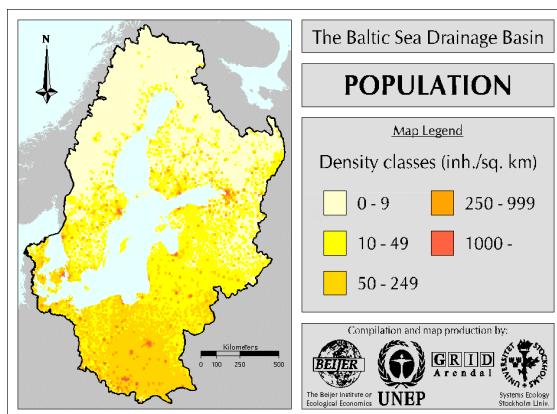 N
Kilometers
0 100 500
The Baltic Sea Drainage Basin
POPULATION
Map Legend
Density classes (inh./sq. km)
0 - 9
250 - 999
10 - 49
1000 -
50 - 249
Compilation and map production by:
BEIJER
The Beijer Institute of
Ecological Economics
UNEP
GRID
Arendal
STOCKHOLMS
UNIVERSITET
Systems Ecology
Stockholm Univ.